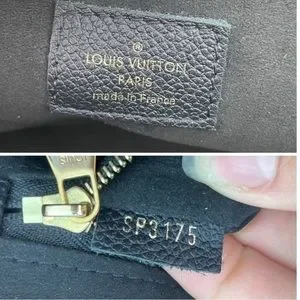 ®
LOUIS VUITTON
PARIS
made in France
SP3175